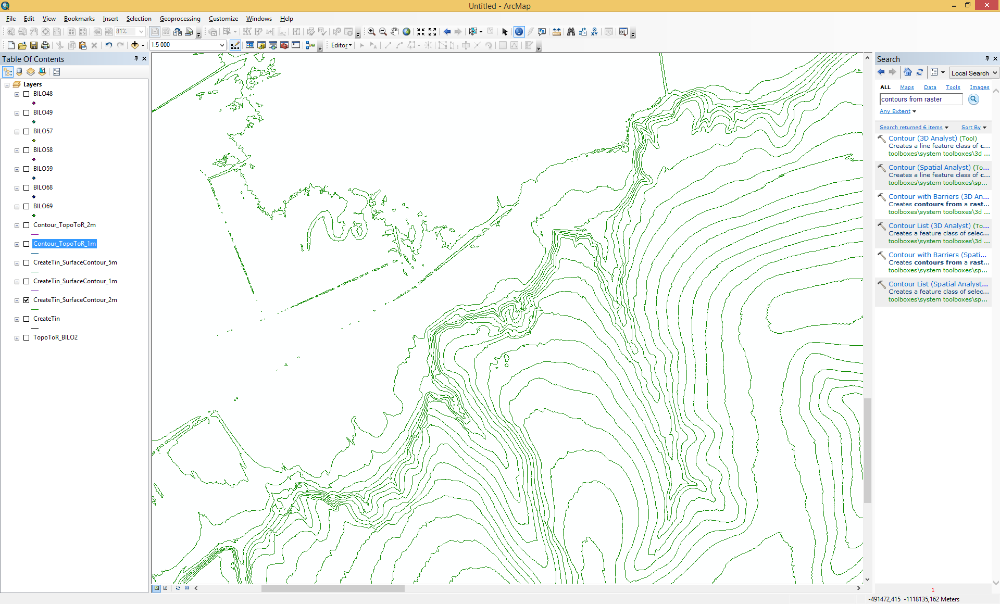 Untitled - ArcMap
File Edit View Bookmarks Insert Selection Geoprocessing Customize Windows Help
81%
1:5 000
Editor
Table Of Contents
Layers
BILO48
BILO49
BILO57
BILO58
BILO59
BILO68
BILO69
Contour_TopoToR_2m
Contour_TopoToR_1m
CreateTin_SurfaceContour_5m
CreateTin_SurfaceContour_1m
CreateTin_SurfaceContour_2m
CreateTin
TopoToR_BILO2
Search
Local Search
ALL Maps Data Tools Images
contours from raster
Any Extent
Search returned 6 items Sort By
Contour (3D Analyst) (Tool)
Creates a line feature class of c...
toolboxes\system toolboxes\3d ...
Contour (Spatial Analyst) (To...
Creates a line feature class of c...
toolboxes\system toolboxes\sp...
Contour with Barriers (3D An...
Creates contours from a rast...
toolboxes\system toolboxes\3d ...
Contour List (3D Analyst) (To...
Creates a feature class of selec...
toolboxes\system toolboxes\3d ...
Contour with Barriers (Spati...
Creates contours from a rast...
toolboxes\system toolboxes\sp...
Contour List (Spatial Analyst...
Creates a feature class of selec...
toolboxes\system toolboxes\sp...
1
-491472,415 -1118135,162 Meters